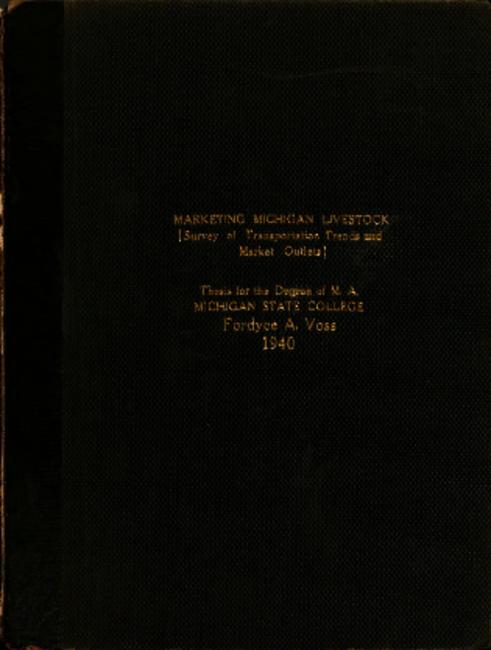 MARKETING MICHIGAN LIVESTOCK
[Survey of Transportation Trends and
Market Outlets]
Thesis for the Degree of M. A.
MICHIGAN STATE COLLEGE
Fordyce A. Voss
1940